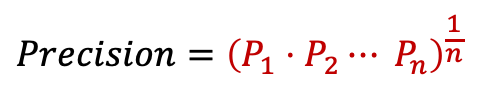 Precision = (P₁ · P₂ ⋯ Pₙ)^(1/n)